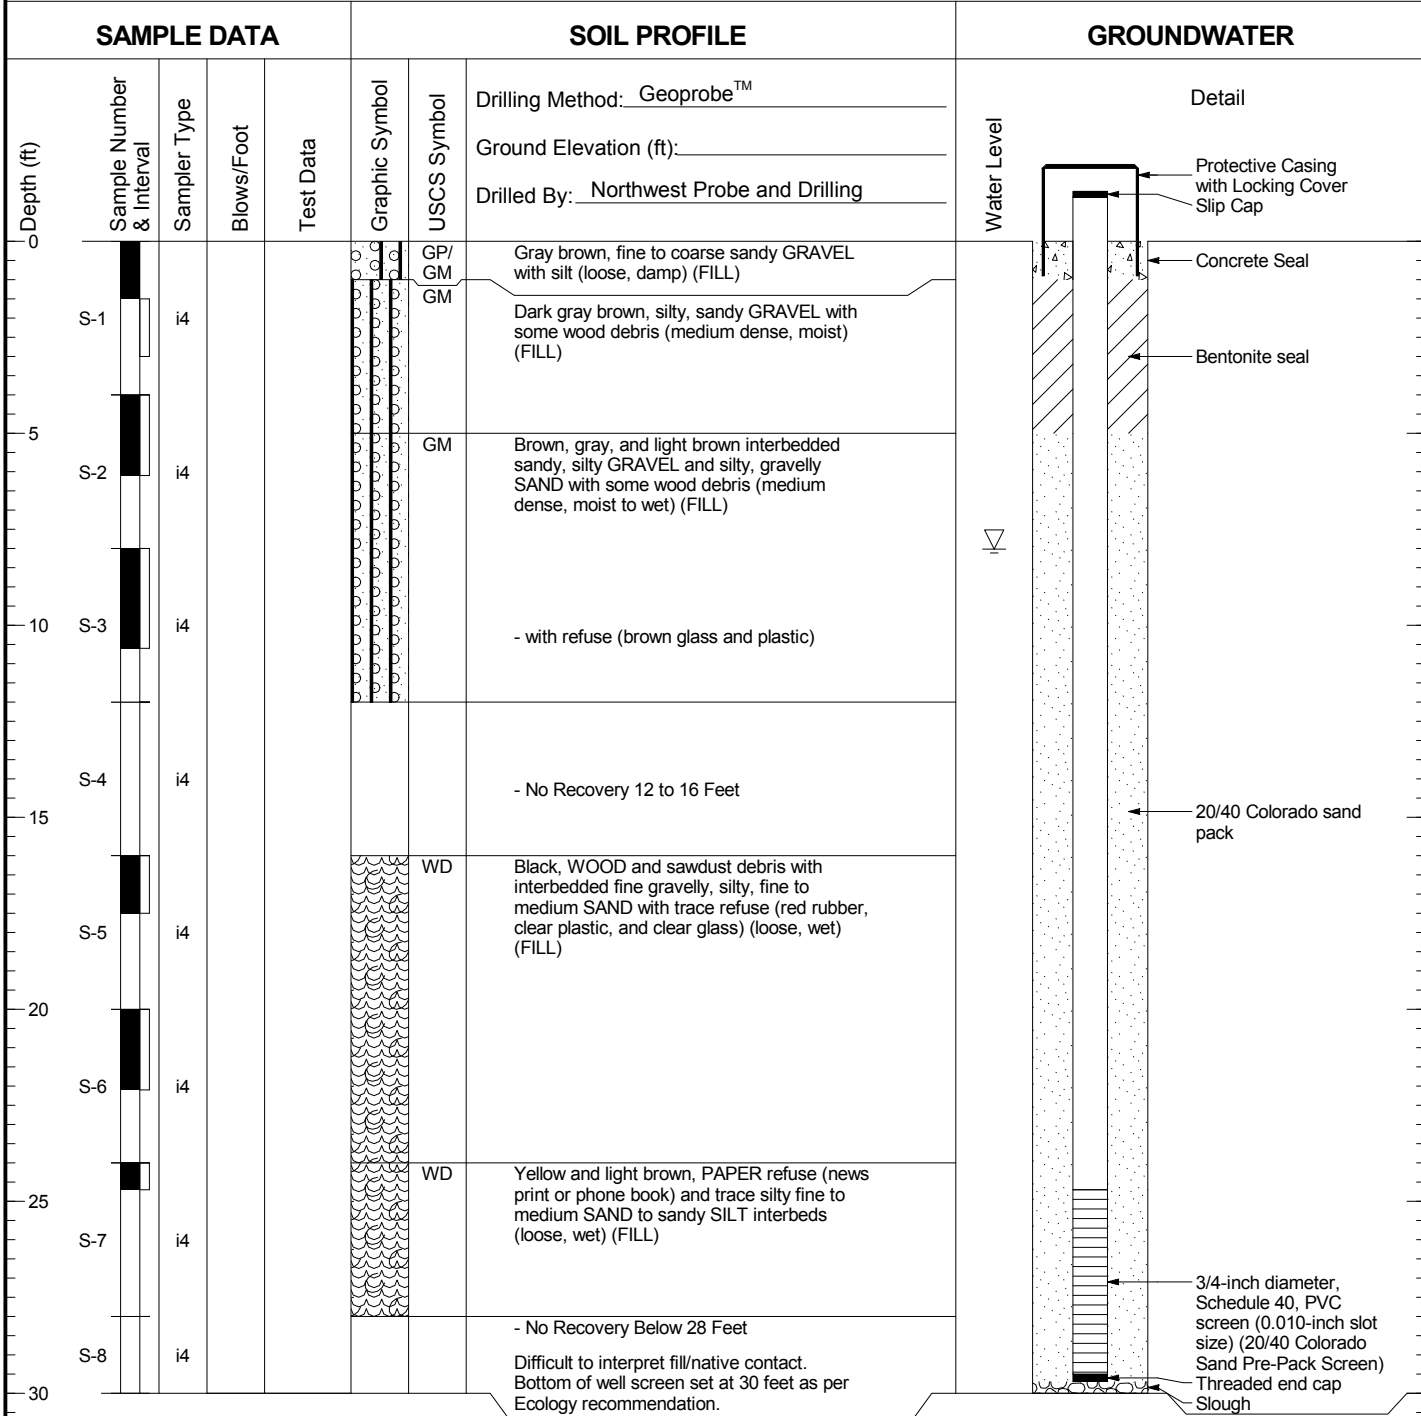 SAMPLE DATA
SOIL PROFILE
GROUNDWATER
Depth (ft)
Sample Number
& Interval
Sampler Type
Blows/Foot
Test Data
Graphic Symbol
USCS Symbol
Drilling Method: Geoprobe™
Ground Elevation (ft):
Drilled By: Northwest Probe and Drilling
Water Level
Detail
Protective Casing
with Locking Cover
Slip Cap
0
GP/
GM
Gray brown, fine to coarse sandy GRAVEL
with silt (loose, damp) (FILL)
Concrete Seal
S-1
i4
GM
Dark gray brown, silty, sandy GRAVEL with
some wood debris (medium dense, moist)
(FILL)
Bentonite seal
5
S-2
i4
GM
Brown, gray, and light brown interbedded
sandy, silty GRAVEL and silty, gravelly
SAND with some wood debris (medium
dense, moist to wet) (FILL)
10
S-3
i4
- with refuse (brown glass and plastic)
S-4
i4
- No Recovery 12 to 16 Feet
15
20/40 Colorado sand
pack
S-5
i4
WD
Black, WOOD and sawdust debris with
interbedded fine gravelly, silty, fine to
medium SAND with trace refuse (red rubber,
clear plastic, and clear glass) (loose, wet)
(FILL)
20
S-6
i4
WD
Yellow and light brown, PAPER refuse (news
print or phone book) and trace silty fine to
medium SAND to sandy SILT interbeds
(loose, wet) (FILL)
25
S-7
i4
3/4-inch diameter,
Schedule 40, PVC
screen (0.010-inch slot
size) (20/40 Colorado
Sand Pre-Pack Screen)
Threaded end cap
Slough
S-8
i4
- No Recovery Below 28 Feet
Difficult to interpret fill/native contact.
Bottom of well screen set at 30 feet as per
Ecology recommendation.
30